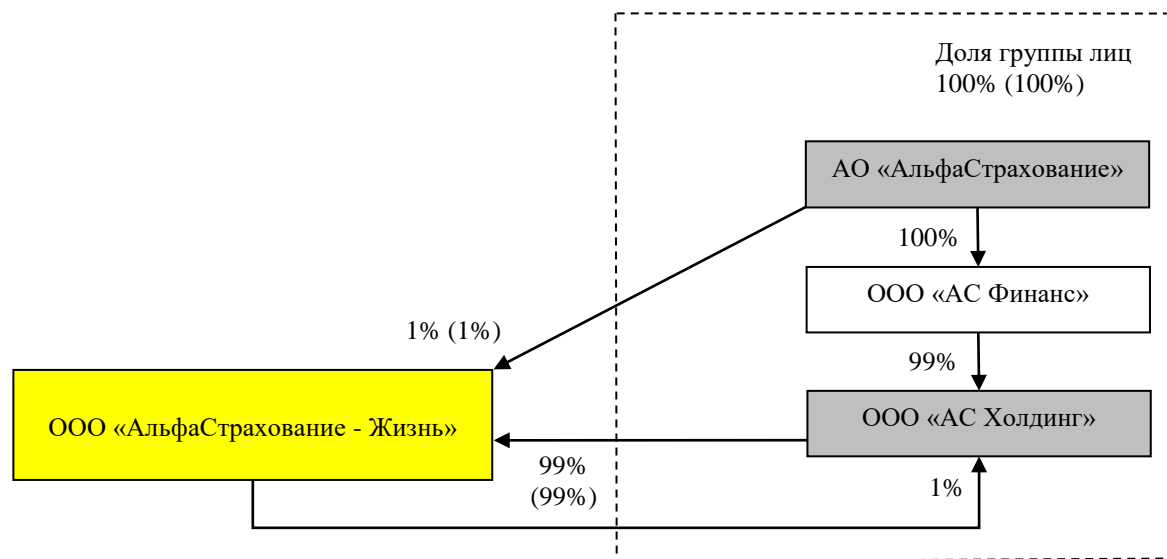 Доля группы лиц
100% (100%)
АО «АльфаСтрахование»
100%
ООО «АС Финанс»
1% (1%)
99%
ООО «АС Холдинг»
ООО «АльфаСтрахование - Жизнь»
99%
(99%)
1%